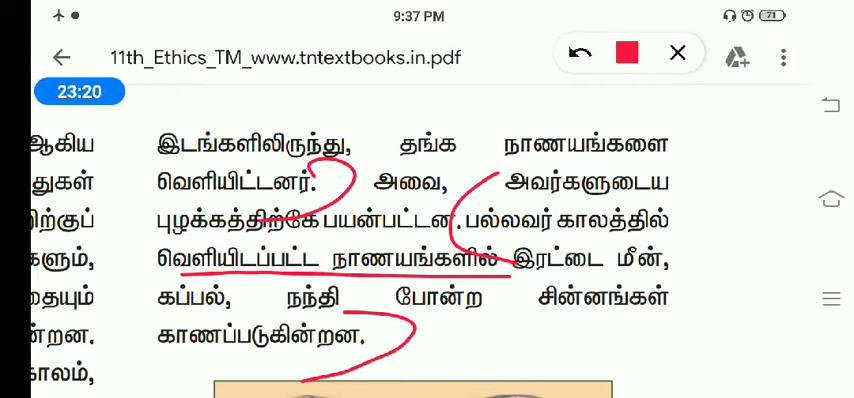 9:37 PM
71
11th_Ethics_TM_www.tntextbooks.in.pdf
23:20
ஆகிய
துகள்
ளும்,
தையும்
ன்றன.
காலம்,
இடங்களிலிருந்து, தங்க நாணயங்களை
வெளியிட்டனர். அவை, அவர்களுடைய
புழக்கத்திற்கே பயன்பட்டன. பல்லவர் காலத்தில்
வெளியிடப்பட்ட நாணயங்களில் இரட்டை மீன்,
கப்பல், நந்தி போன்ற சின்னங்கள்
காணப்படுகின்றன.